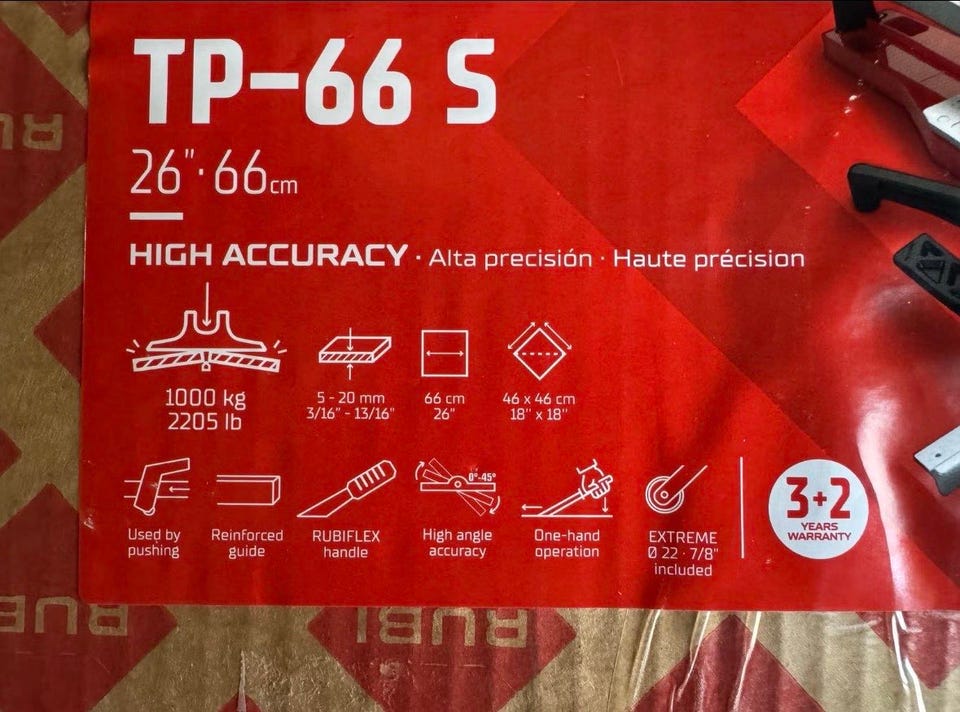 TP-66 S
26"·66cm
HIGH ACCURACY · Alta precisión · Haute précision
1000 kg
2205 lb
5 - 20 mm
3/16" - 13/16"
66 cm
26"
46 x 46 cm
18" x 18"
Used by
pushing
Reinforced
guide
RUBIFLEX
handle
0°-45°
High angle
accuracy
One-hand
operation
EXTREME
Ø 22 · 7/8"
included
3+2
YEARS
WARRANTY
RUBI
RUBI